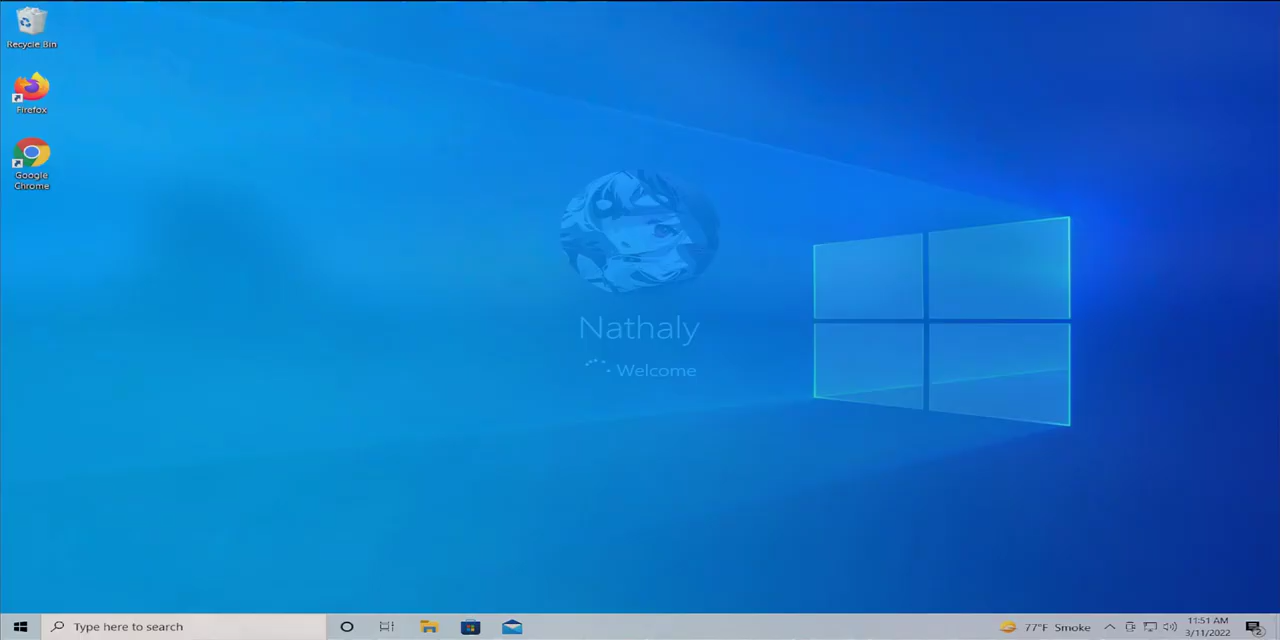 Recycle Bin
Firefox
Google
Chrome
Nathaly
Welcome
Type here to search
77°F Smoke
11:51 AM
3/11/2022
2